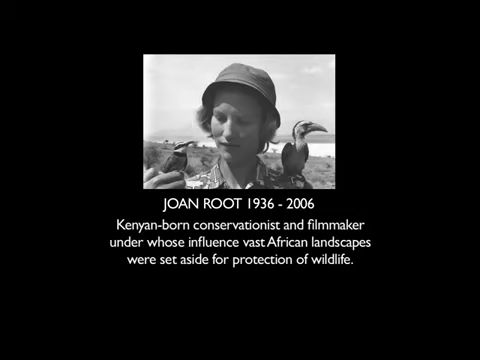 JOAN ROOT 1936 - 2006
Kenyan-born conservationist and filmmaker
under whose influence vast African landscapes
were set aside for protection of wildlife.